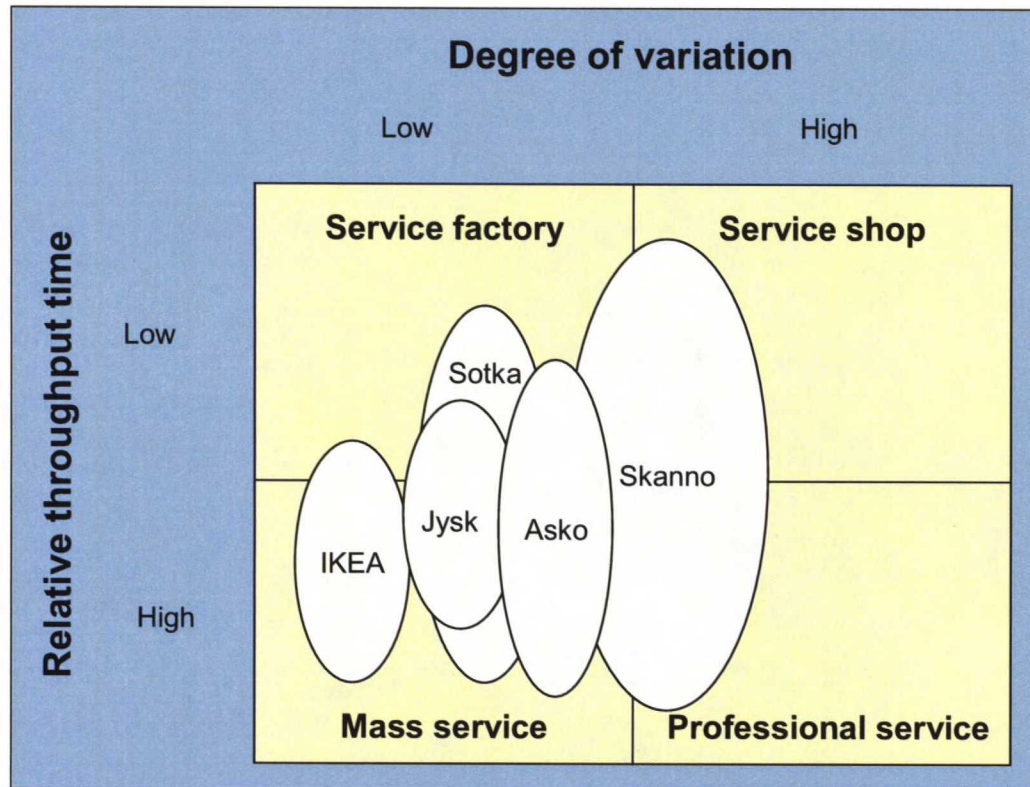 Degree of variation
Low
High
Relative throughput time
Low
High
Service factory
Service shop
Sotka
Skanno
Jysk
Asko
IKEA
Mass service
Professional service